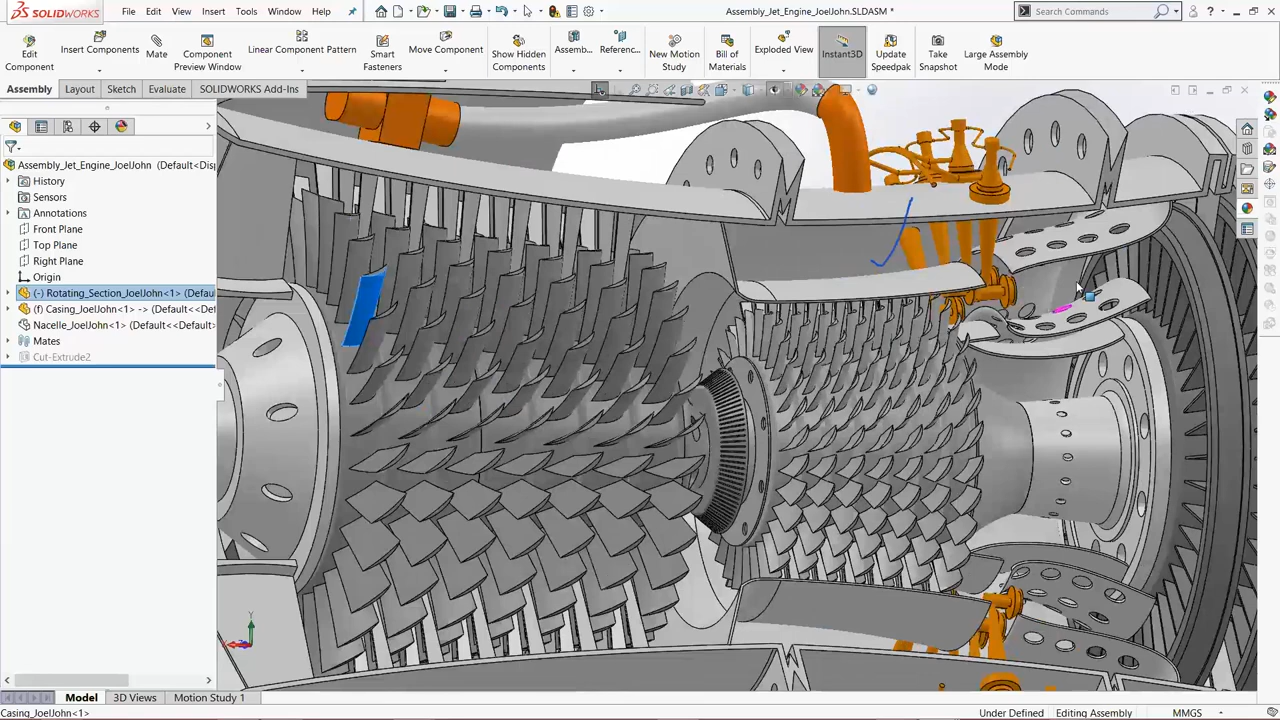 SOLIDWORKS File Edit View Insert Tools Window Help Assembly_Jet_Engine_JoelJohn.SLDASM * Search Commands
Edit Component
Insert Components
Mate
Component Preview Window
Linear Component Pattern
Smart Fasteners
Move Component
Show Hidden Components
Assemb...
Referenc...
New Motion Study
Bill of Materials
Exploded View
Instant3D
Update Speedpak
Take Snapshot
Large Assembly Mode
Assembly Layout Sketch Evaluate SOLIDWORKS Add-Ins
Assembly_Jet_Engine_JoelJohn (Default<Dis
History
Sensors
Annotations
Front Plane
Top Plane
Right Plane
Origin
(-) Rotating_Section_JoelJohn<1> (Defau
(f) Casing_JoelJohn<1> -> (Default<<Def
Nacelle_JoelJohn<1> (Default<<Default>
Mates
Cut-Extrude2
Y
Model 3D Views Motion Study 1
Casing_JoelJohn<1> Under Defined Editing Assembly MMGS